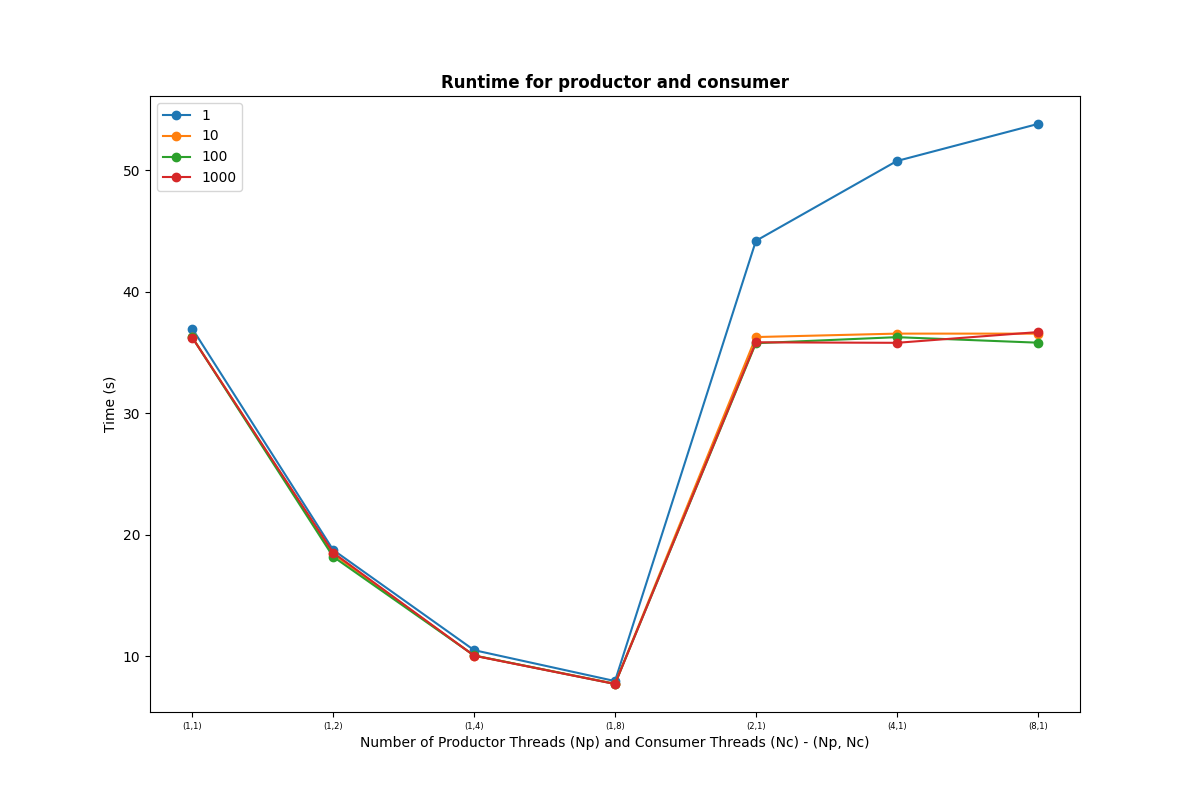 Runtime for productor and consumer
1
10
100
1000
50
40
30
20
10
Time (s)
(1,1) (1,2) (1,4) (1,8) (2,1) (4,1) (8,1)
Number of Productor Threads (Np) and Consumer Threads (Nc) - (Np, Nc)